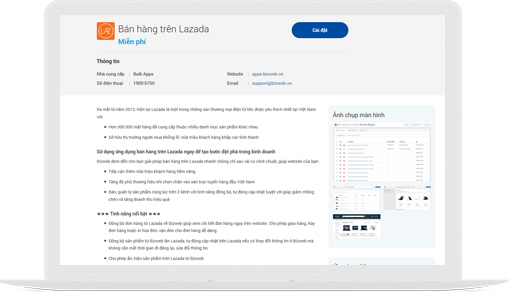 Bán hàng trên Lazada
Miễn phí
Cài đặt
Thông tin
Nhà cung cấp : Bulk Apps
Website : apps.bizweb.vn
Số điện thoại : 1900 6750
Email : support@bizweb.vn
Ra mắt từ năm 2013, hiện tại Lazada là một trong những sàn thương mại điện tử lớn, được yêu thích nhất tại Việt Nam
với
Hơn 300.000 mặt hàng đã cung cấp thuộc nhiều danh mục sản phẩm khác nhau
Sở hữu thị trường người mua khổng lồ: nửa triệu khách hàng khắp các tỉnh thành
Sử dụng ứng dụng bán hàng trên Lazada ngay để tạo bước đột phá trong kinh doanh
Bizweb đem đến cho bạn giải pháp bán hàng trên Lazada nhanh chóng chỉ sau vài cú click chuột, giúp website của bạn:
Tiếp cận thêm nửa triệu khách hàng tiềm năng
Tăng độ phủ thương hiệu khi chen chân vào sàn trực tuyến hàng đầu Việt Nam
Bán, quản lý sản phẩm cùng lúc trên 2 kênh với tính năng đồng bộ, tự động cập nhật tuyệt vời giúp giảm chồng
chéo và tăng doanh thu hiệu quả
★★★ Tính năng nổi bật ★★★
Đồng bộ đơn hàng từ Lazada về Bizweb giúp xem chi tiết đơn hàng ngay trên website. Cho phép giao hàng, hủy
đơn hàng hoặc in hóa đơn, vận đơn cho đơn hàng dễ dàng.
Đồng bộ sản phẩm từ Bizweb lên Lazada, tự động cập nhật trên Lazada nếu có thay đổi thông tin ở Bizweb mà
không cần mất thời gian đi đăng lại, sửa đổi thông tin.
Cho phép ẩn, hiện sản phẩm trên Lazada từ Bizweb
Ảnh chụp màn hình